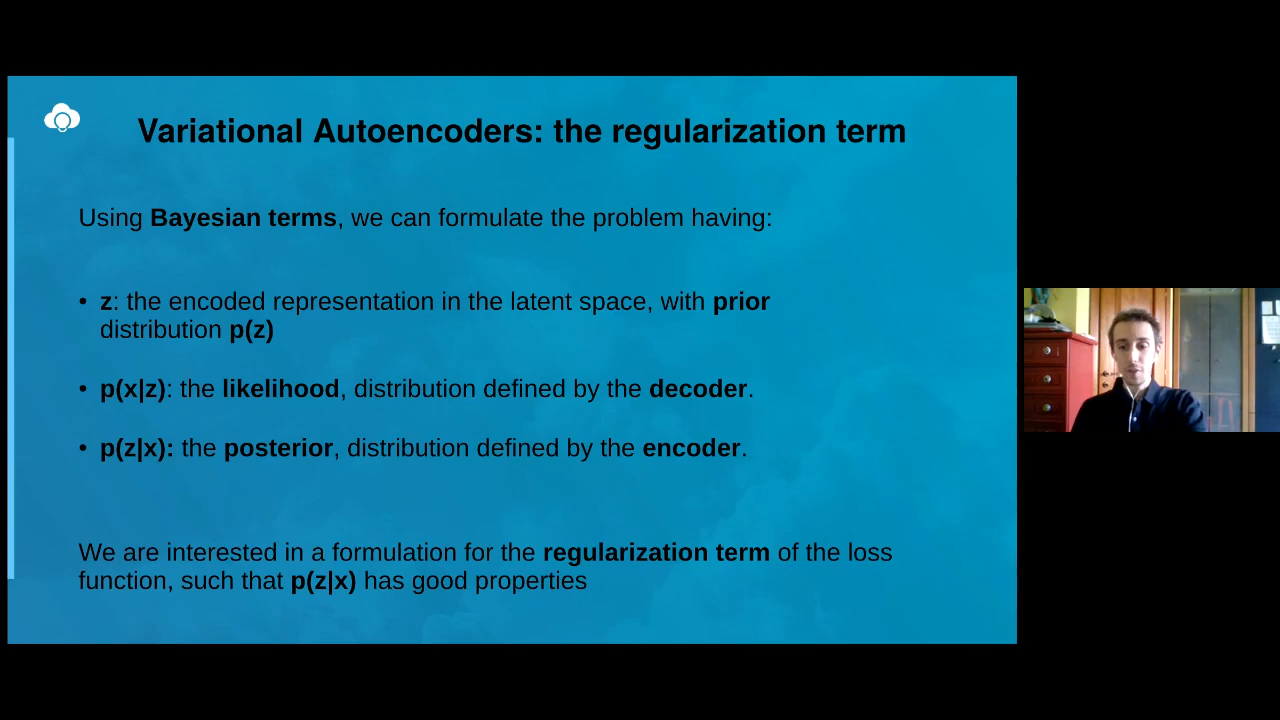 Variational Autoencoders: the regularization term
Using Bayesian terms, we can formulate the problem having:
• z: the encoded representation in the latent space, with prior
distribution p(z)
• p(x|z): the likelihood, distribution defined by the decoder.
• p(z|x): the posterior, distribution defined by the encoder.
We are interested in a formulation for the regularization term of the loss
function, such that p(z|x) has good properties